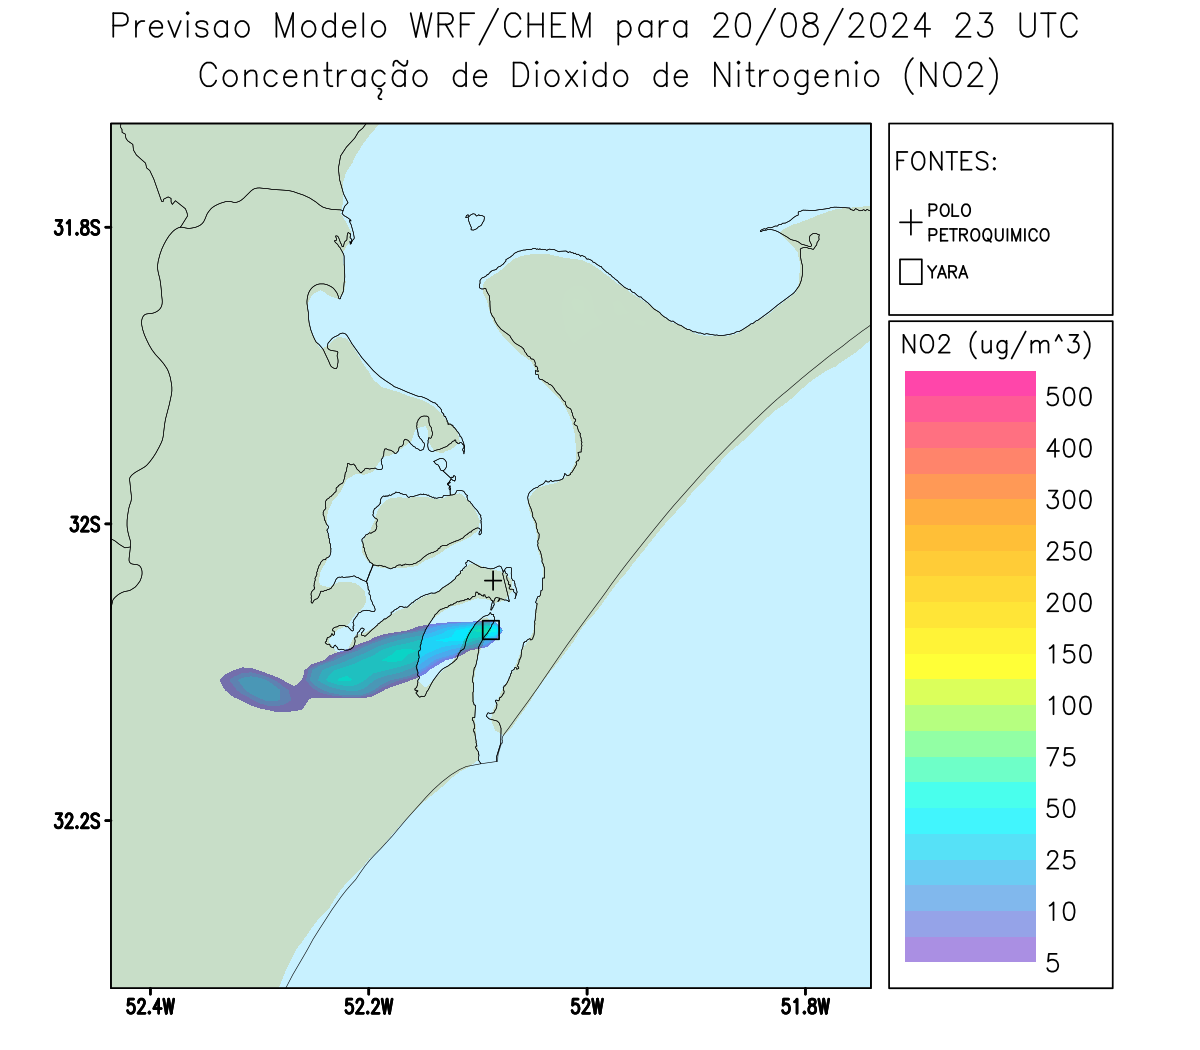 Previsao Modelo WRF/CHEM para 20/08/2024 23 UTC
Concentração de Dioxido de Nitrogenio (NO2)
FONTES:
POLO
PETROQUIMICO
YARA
NO2 (ug/m^3)
500
400
300
250
200
150
100
75
50
25
10
5
31.8S
32S
32.2S
52.4W
52.2W
52W
51.8W